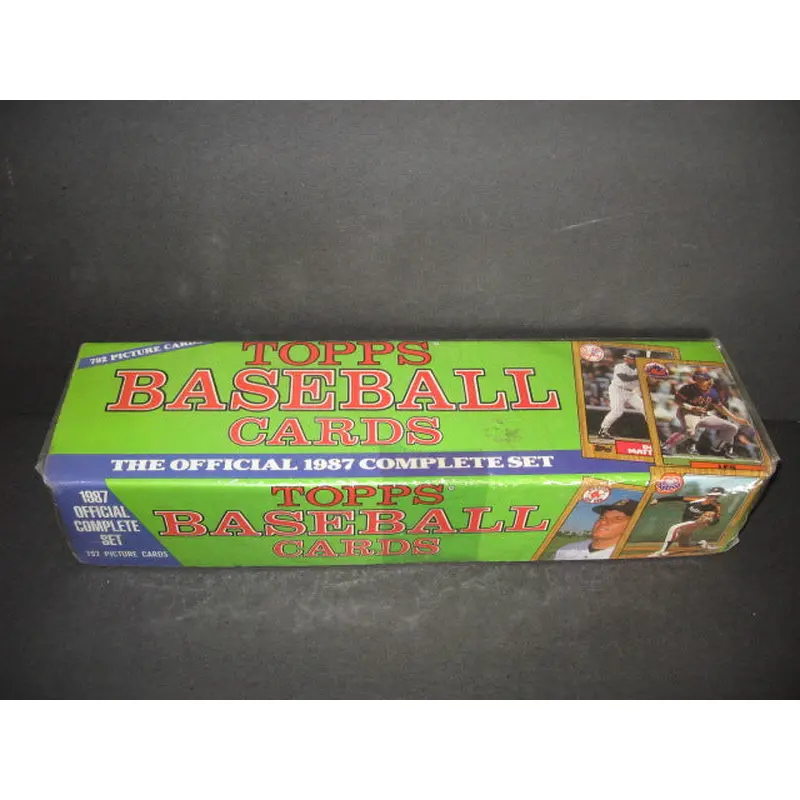 792 PICTURE CARDS
TOPPS
BASEBALL
CARDS
THE OFFICIAL 1987 COMPLETE SET
1987
OFFICIAL
COMPLETE
SET
792 PICTURE CARDS
TOPPS
BASEBALL
CARDS